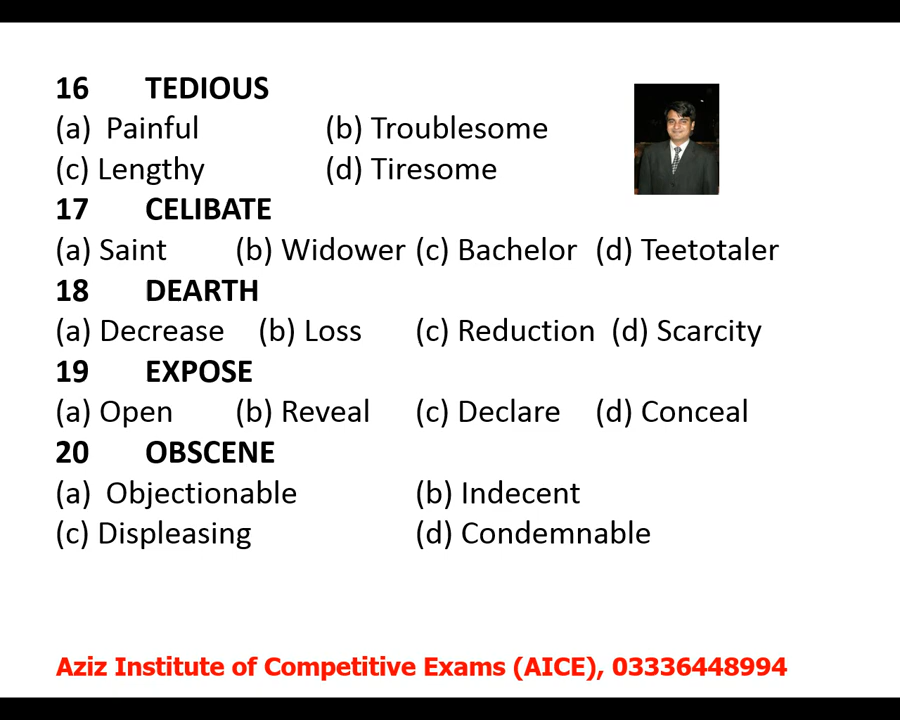 16 TEDIOUS
(a) Painful (b) Troublesome
(c) Lengthy (d) Tiresome
17 CELIBATE
(a) Saint (b) Widower (c) Bachelor (d) Teetotaler
18 DEARTH
(a) Decrease (b) Loss (c) Reduction (d) Scarcity
19 EXPOSE
(a) Open (b) Reveal (c) Declare (d) Conceal
20 OBSCENE
(a) Objectionable (b) Indecent
(c) Displeasing (d) Condemnable
Aziz Institute of Competitive Exams (AICE), 03336448994